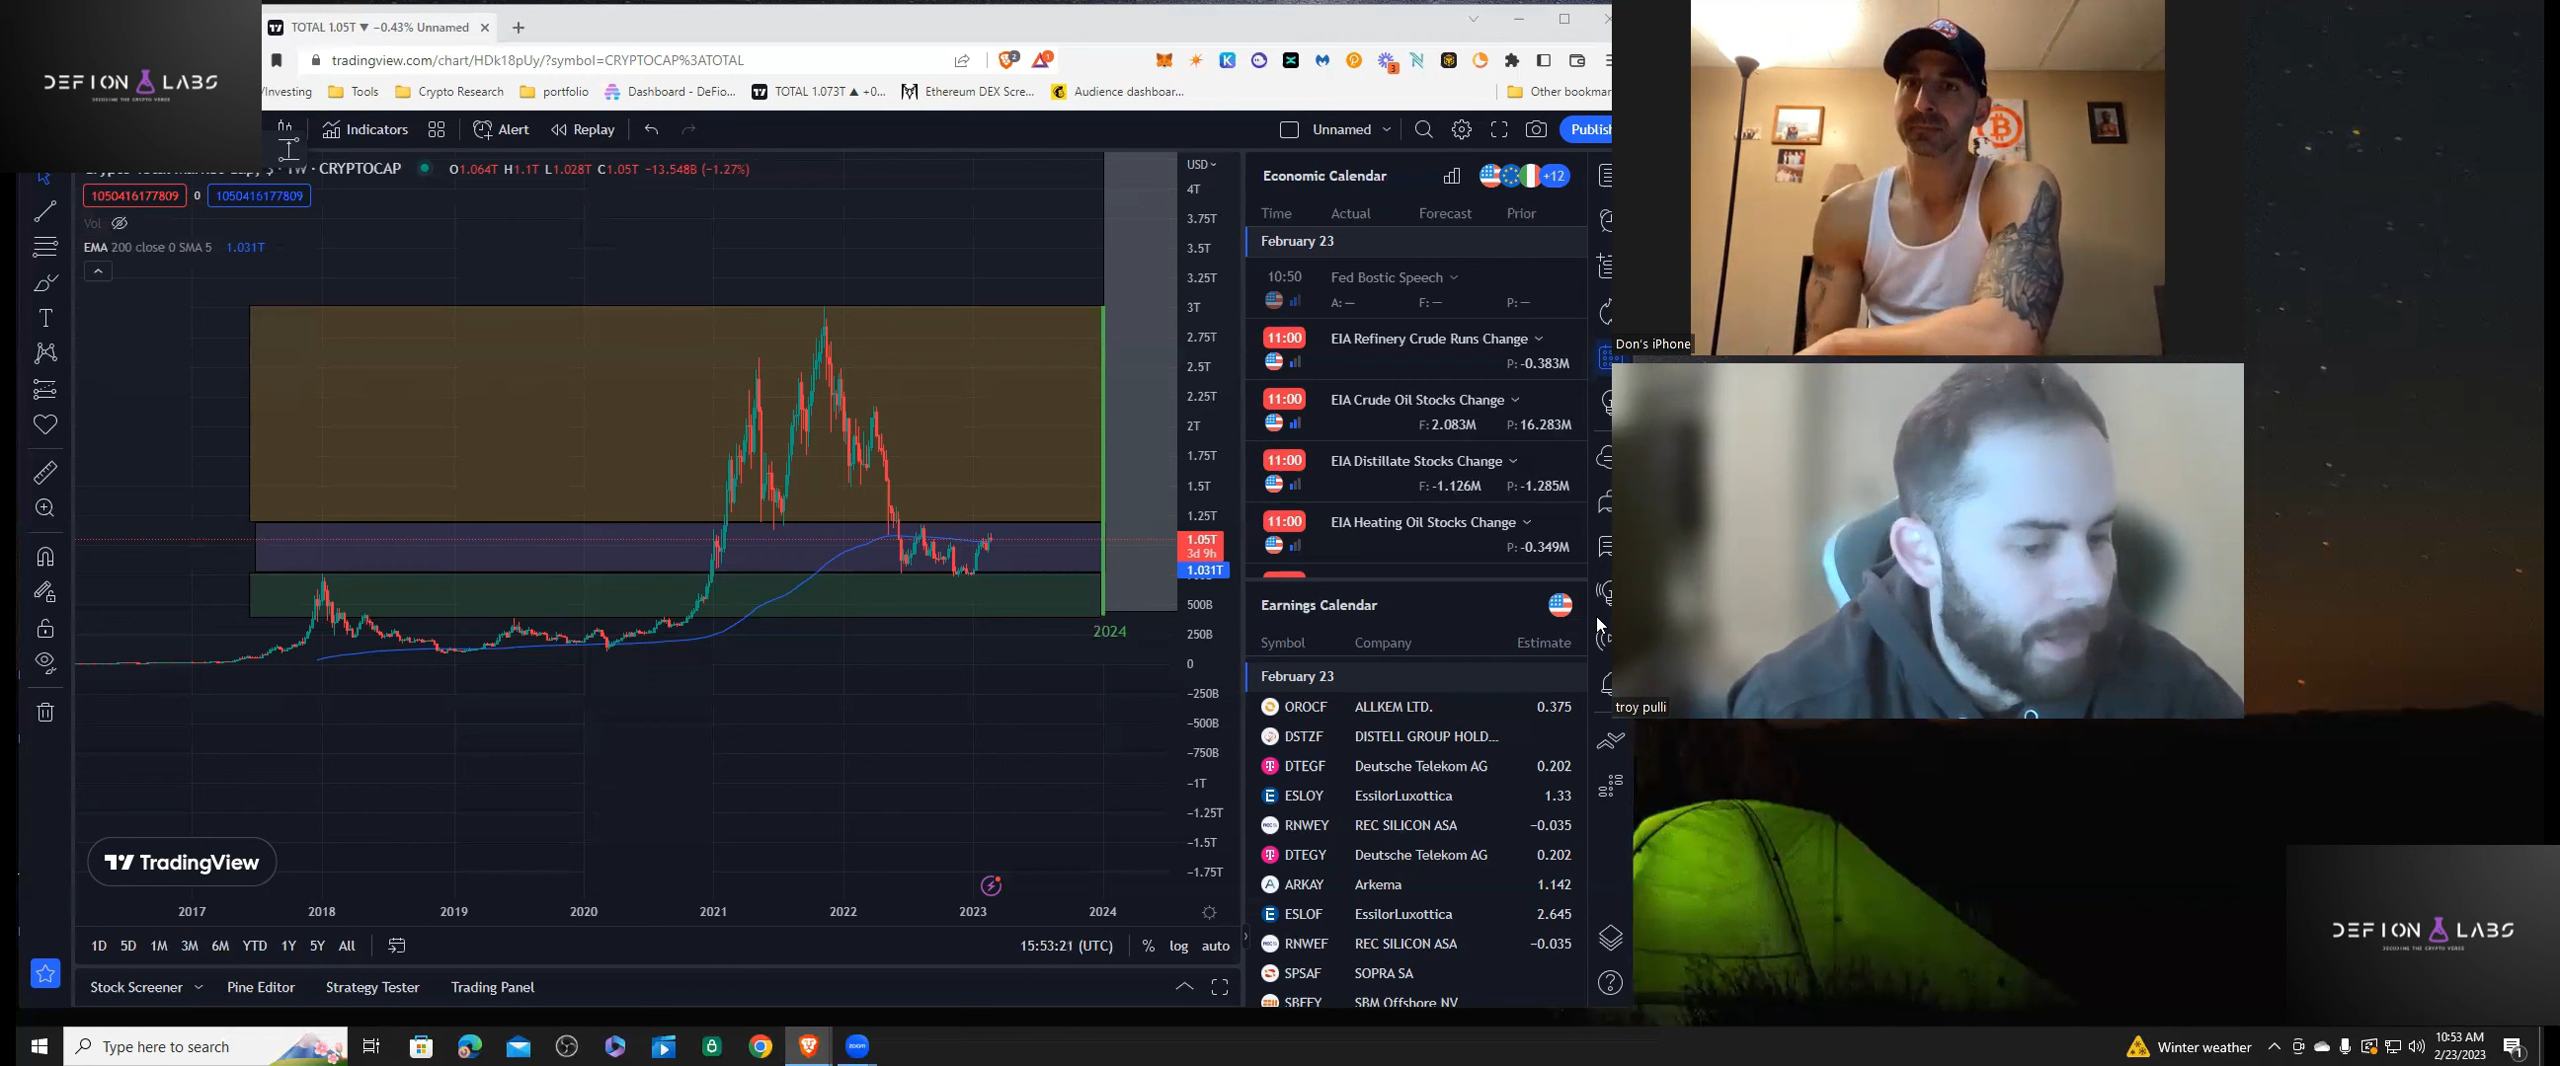 DEFION LABS
DECODING THE CRYPTO VERSE
TOTAL 1.05T ▼ −0.43% Unnamed
tradingview.com/chart/HDk18pUy/?symbol=CRYPTOCAP%3ATOTAL
2
1
3
/Investing
Tools
Crypto Research
portfolio
Dashboard - DeFio...
TOTAL 1.073T ▲ +0...
Ethereum DEX Scre...
Audience dashboar...
Other bookmar
Indicators
Alert
Replay
Unnamed
Publish
1W · CRYPTOCAP
O1.064T H1.1T L1.028T C1.05T −13.548B (−1.27%)
1050416177809 0 1050416177809
Vol
EMA 200 close 0 SMA 5 1.031T
USD
4T
3.75T
3.5T
3.25T
3T
2.75T
2.5T
2.25T
2T
1.75T
1.5T
1.25T
1.05T
3d 9h
1.031T
500B
250B
0
−250B
−500B
−750B
−1T
−1.25T
−1.5T
−1.75T
2024
TradingView
2017 2018 2019 2020 2021 2022 2023 2024
1D 5D 1M 3M 6M YTD 1Y 5Y All
15:53:21 (UTC)
% log auto
Stock Screener
Pine Editor
Strategy Tester
Trading Panel
Economic Calendar
+12
Time Actual Forecast Prior
February 23
10:50 Fed Bostic Speech
A: — F: — P: —
11:00 EIA Refinery Crude Runs Change
P: -0.383M
11:00 EIA Crude Oil Stocks Change
F: 2.083M P: 16.283M
11:00 EIA Distillate Stocks Change
F: -1.126M P: -1.285M
11:00 EIA Heating Oil Stocks Change
P: -0.349M
Earnings Calendar
Symbol Company Estimate
February 23
OROCF ALLKEM LTD. 0.375
DSTZF DISTELL GROUP HOLD...
DTEGF Deutsche Telekom AG 0.202
ESLOY EssilorLuxottica 1.33
RNWEY REC SILICON ASA −0.035
DTEGY Deutsche Telekom AG 0.202
ARKAY Arkema 1.142
ESLOF EssilorLuxottica 2.645
RNWEF REC SILICON ASA −0.035
SPSAF SOPRA SA
SBFFY SBM Offshore NV
Don's iPhone
troy pulli
DEFION LABS
DECODING THE CRYPTO VERSE
Type here to search
zoom
Winter weather
10:53 AM
2/23/2023
1